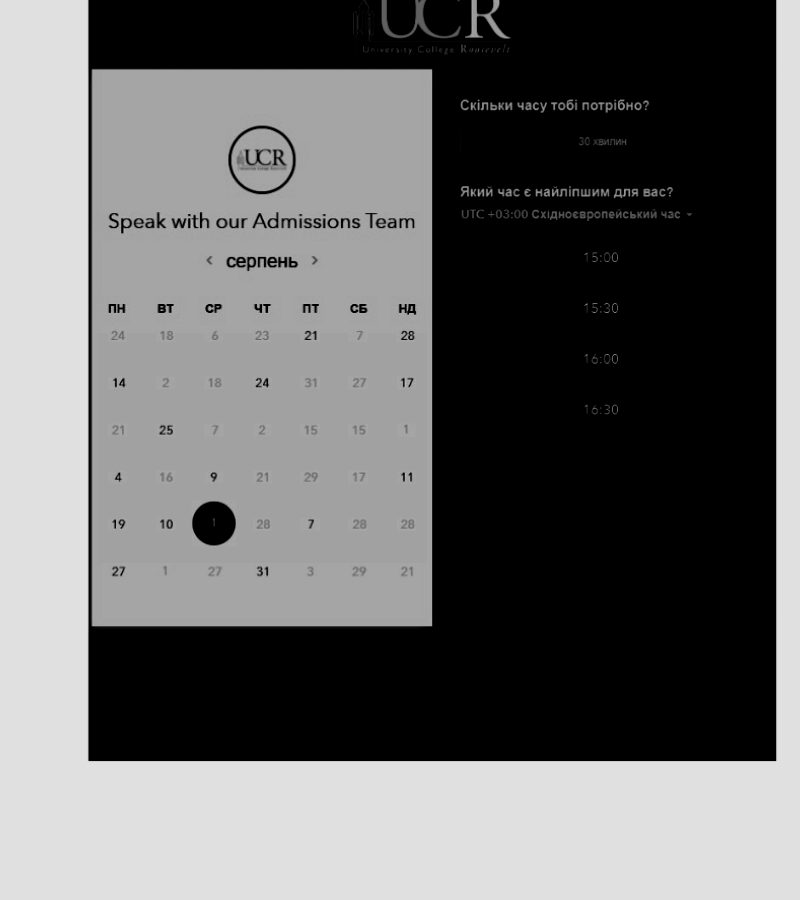 UCR
University College Roosevelt
UCR
Speak with our Admissions Team
серпень
ПН ВТ СР ЧТ ПТ СБ НД
24 18 6 23 21 7 28
14 2 18 24 31 27 17
21 25 7 2 15 15 1
4 16 9 21 29 17 11
19 10 1 28 7 28 28
27 1 27 31 3 29 21
Скільки часу тобі потрібно?
30 хвилин
Який час є найліпшим для вас?
UTC +03:00 Східноєвропейський час
15:00
15:30
16:00
16:30